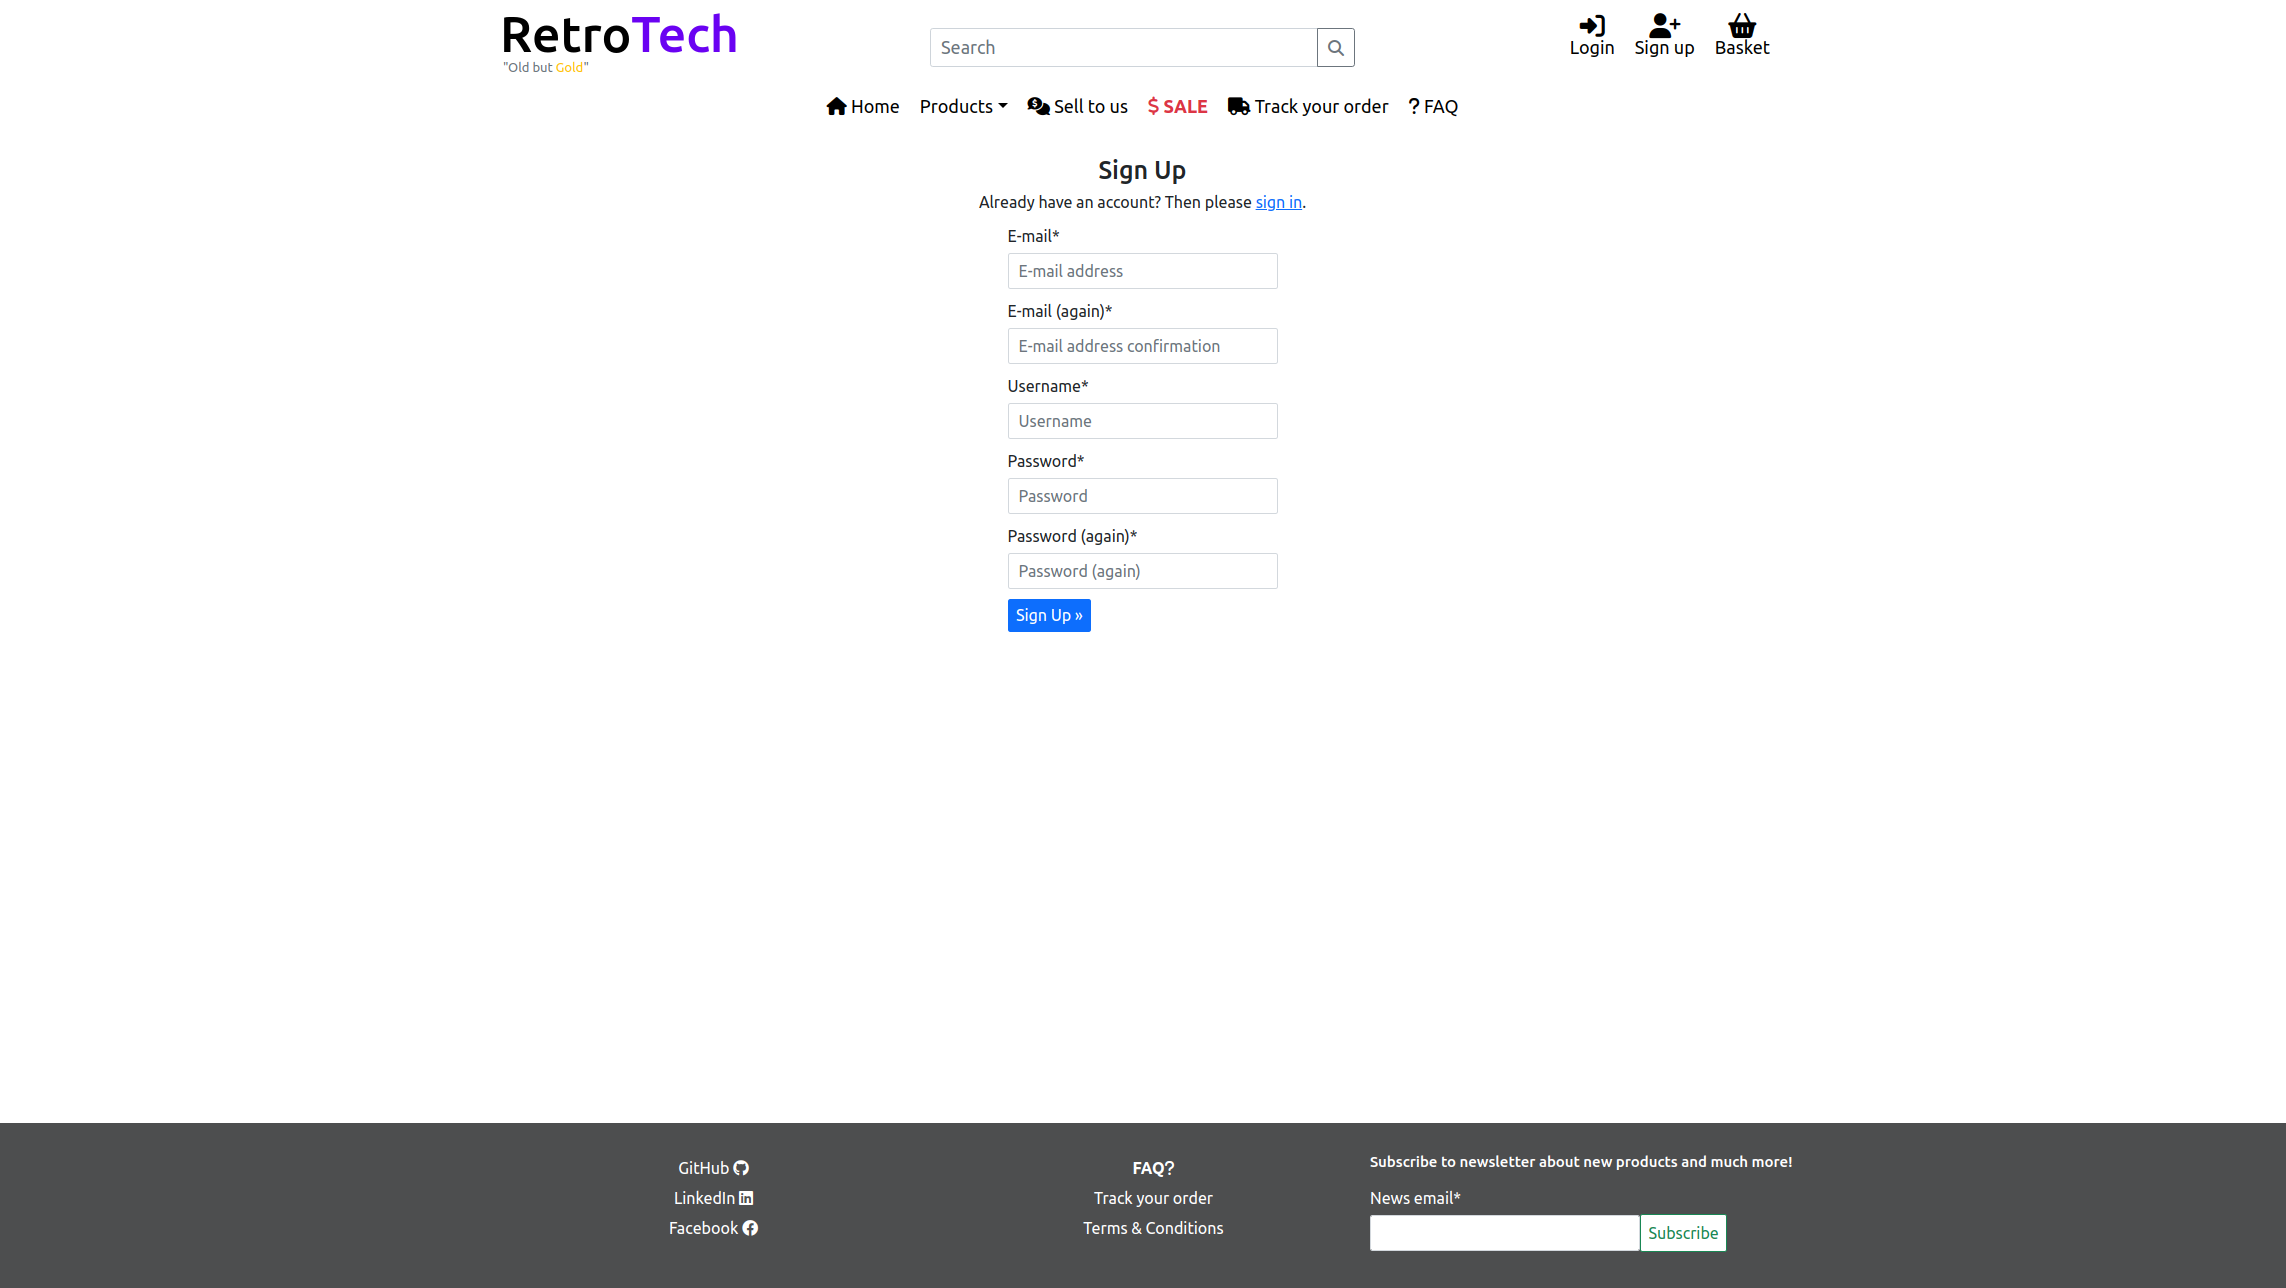 RetroTech
"Old but Gold"
Search
Login
Sign up
Basket
Home
Products
Sell to us
$ SALE
Track your order
? FAQ
Sign Up
Already have an account? Then please sign in.
E-mail*
E-mail address
E-mail (again)*
E-mail address confirmation
Username*
Username
Password*
Password
Password (again)*
Password (again)
Sign Up »
GitHub
LinkedIn
Facebook
FAQ?
Track your order
Terms & Conditions
Subscribe to newsletter about new products and much more!
News email*
Subscribe